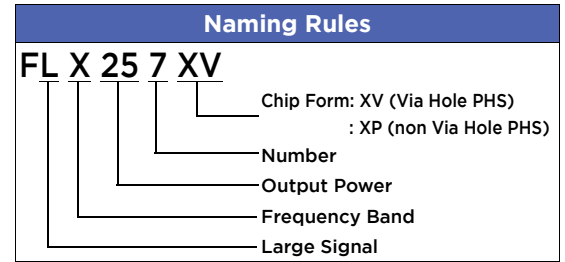 Naming Rules
FL X 25 7 XV
Chip Form: XV (Via Hole PHS)
: XP (non Via Hole PHS)
Number
Output Power
Frequency Band
Large Signal